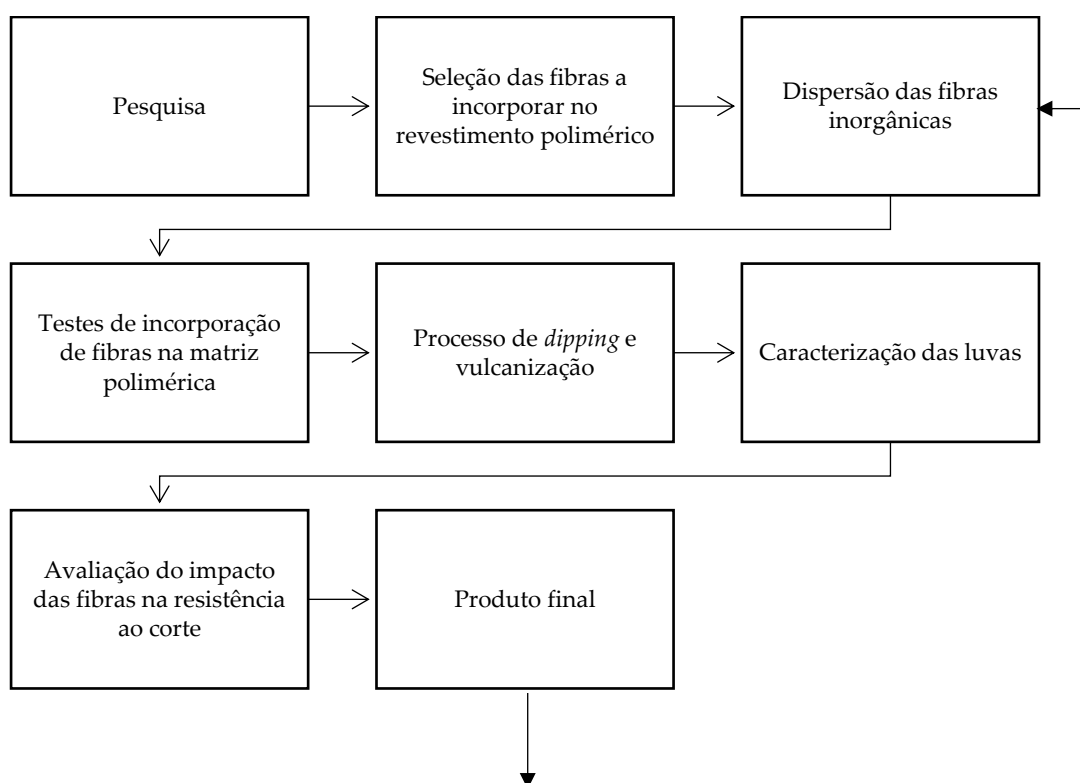 Pesquisa
Seleção das fibras a
incorporar no
revestimento polimérico
Dispersão das fibras
inorgânicas
Testes de incorporação
de fibras na matriz
polimérica
Processo de dipping e
vulcanização
Caracterização das luvas
Avaliação do impacto
das fibras na resistência
ao corte
Produto final